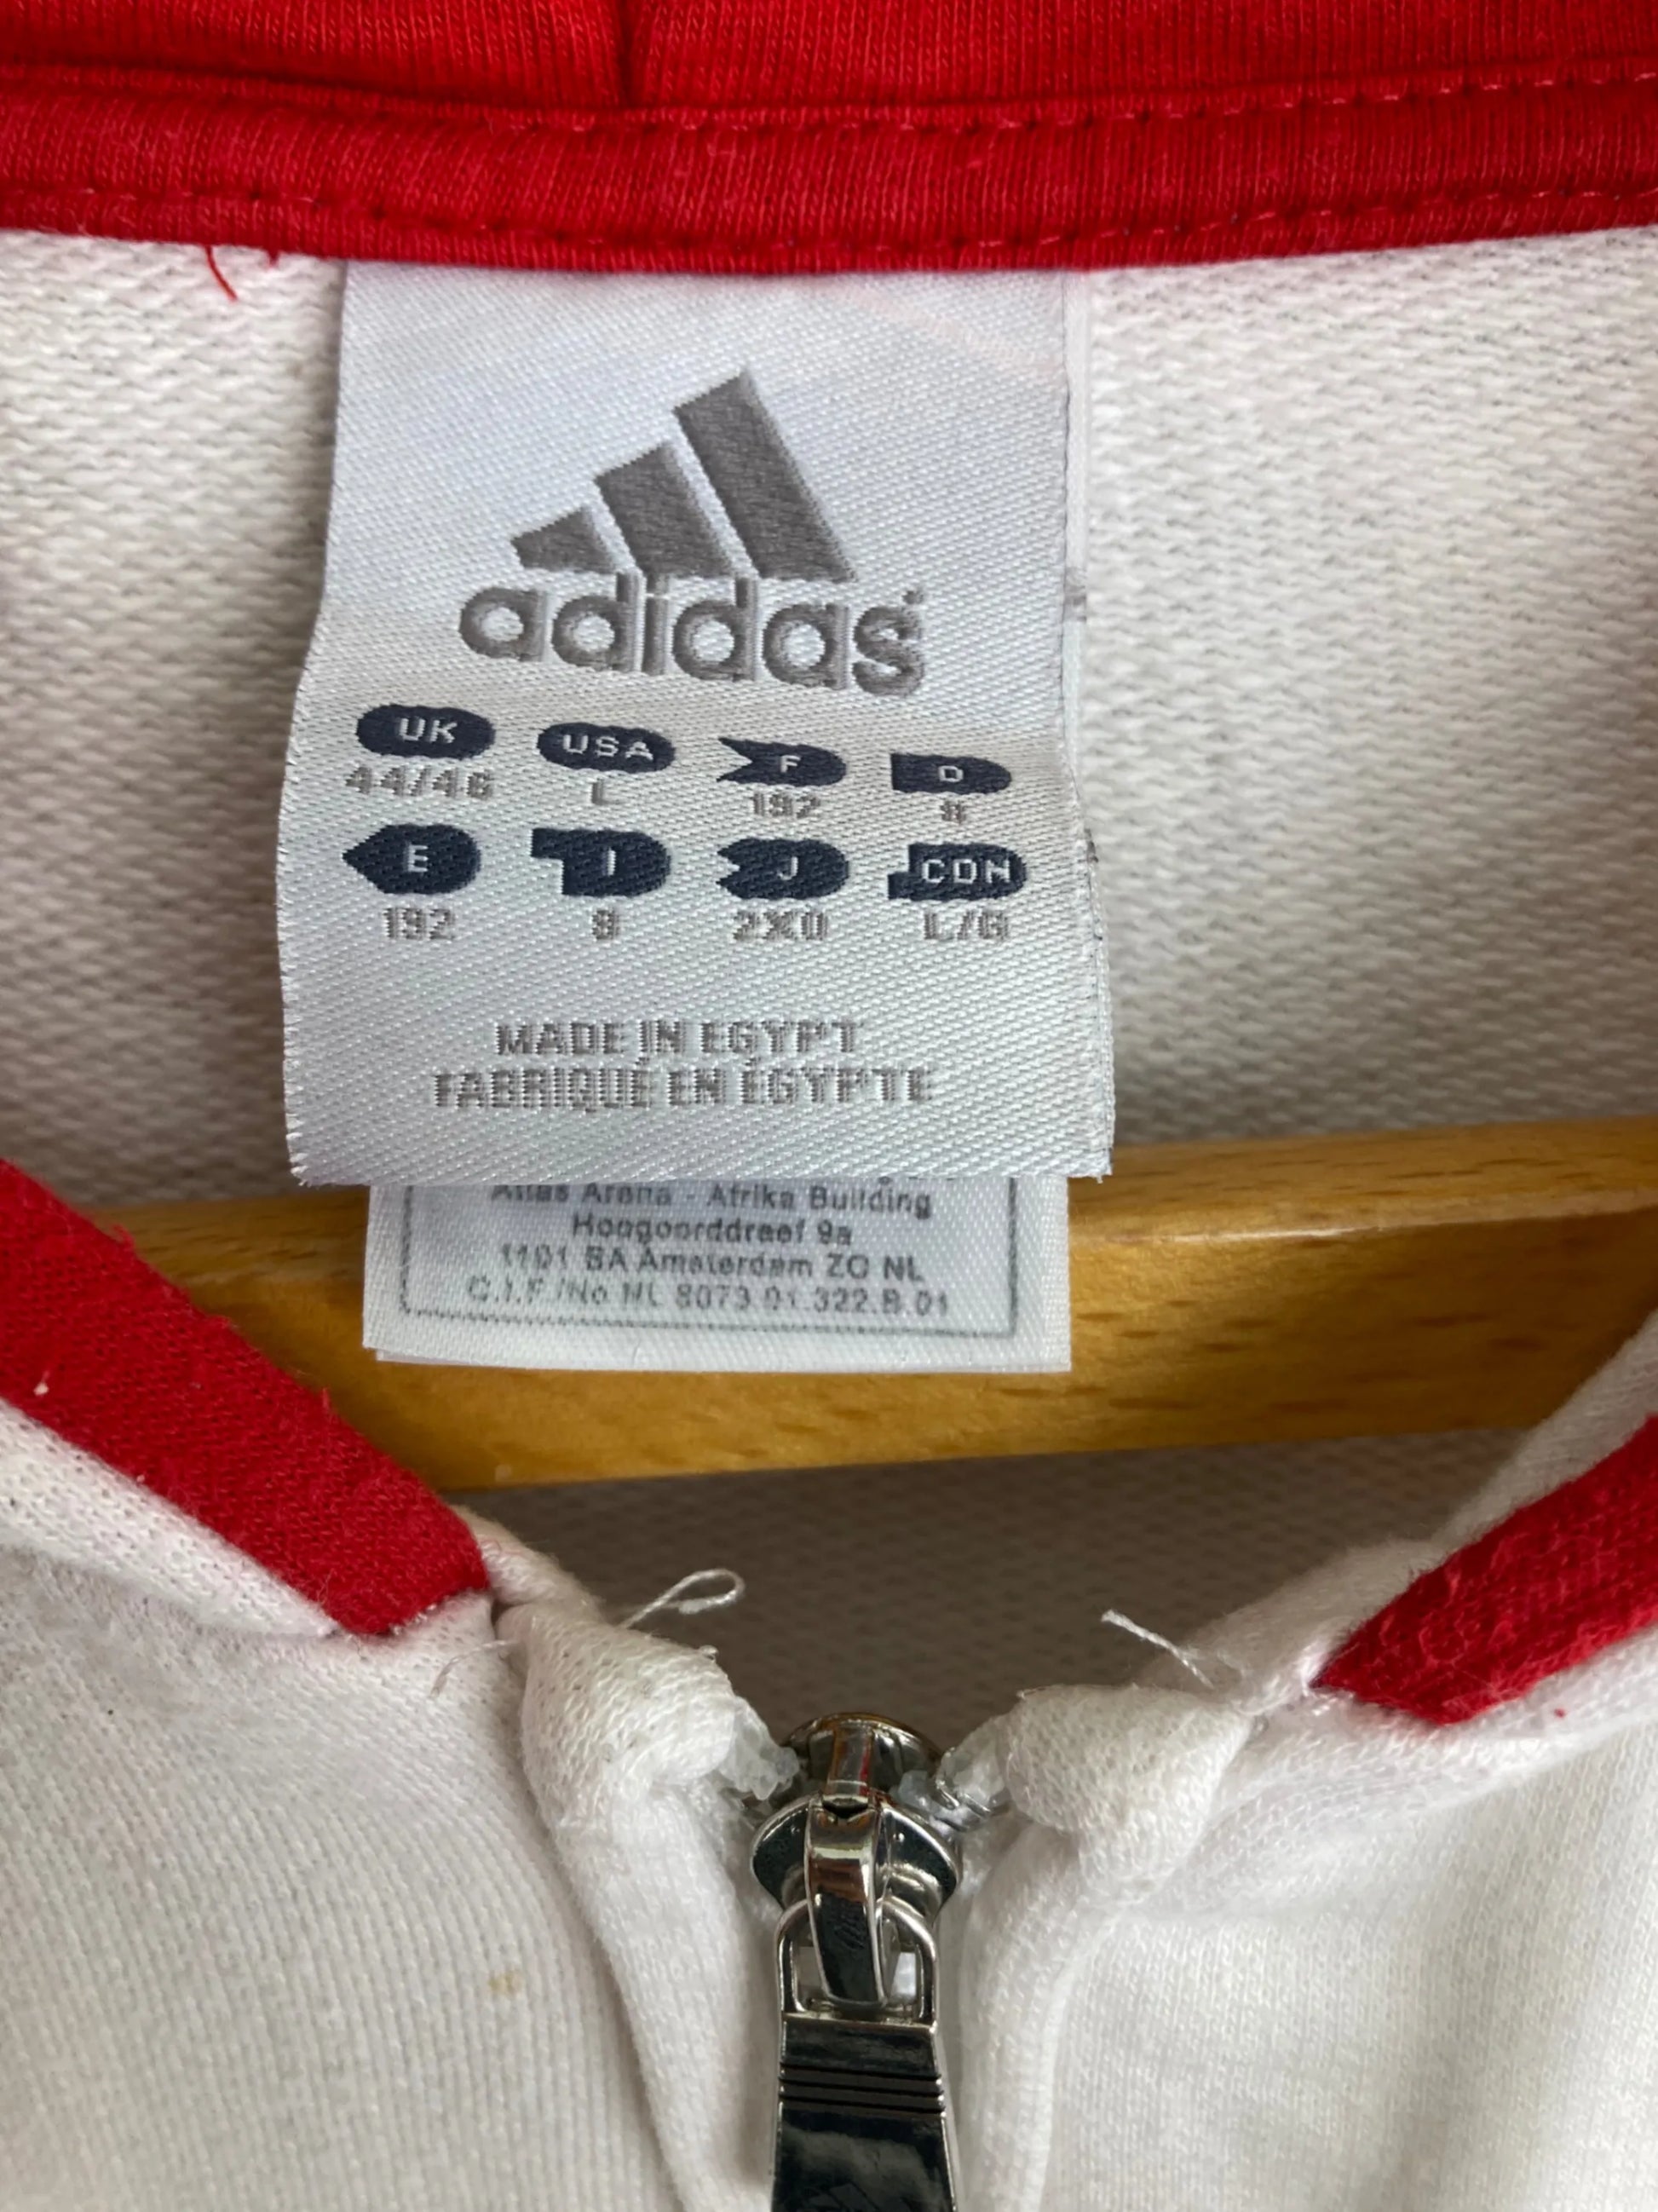 adidas
UK USA F D
44/46 L 192 8
E I J CDN
192 8 2XO L/G
MADE IN EGYPT
FABRIQUÉ EN ÉGYPTE
Atlas Arena - Afrika Building
Hoogoorddreef 9a
1101 BA Amsterdam ZO NL
C.I.F./No NL 8073.01.322.B.01